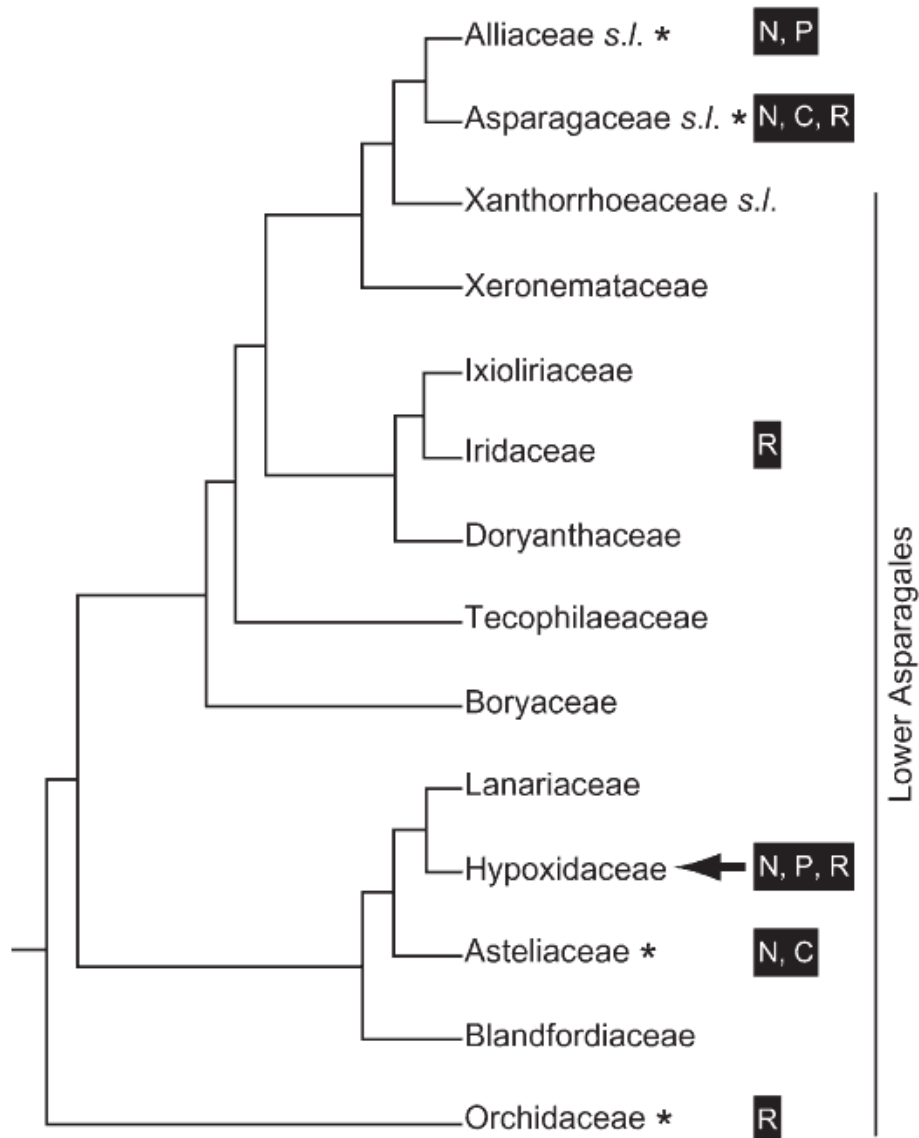 Alliaceae s.l. * N, P
Asparagaceae s.l. * N, C, R
Xanthorrhoeaceae s.l.
Xeronemataceae
Ixioliriaceae
Iridaceae R
Doryanthaceae
Tecophilaeaceae
Boryaceae
Lanariaceae
Hypoxidaceae N, P, R
Asteliaceae * N, C
Blandfordiaceae
Orchidaceae * R
Lower Asparagales